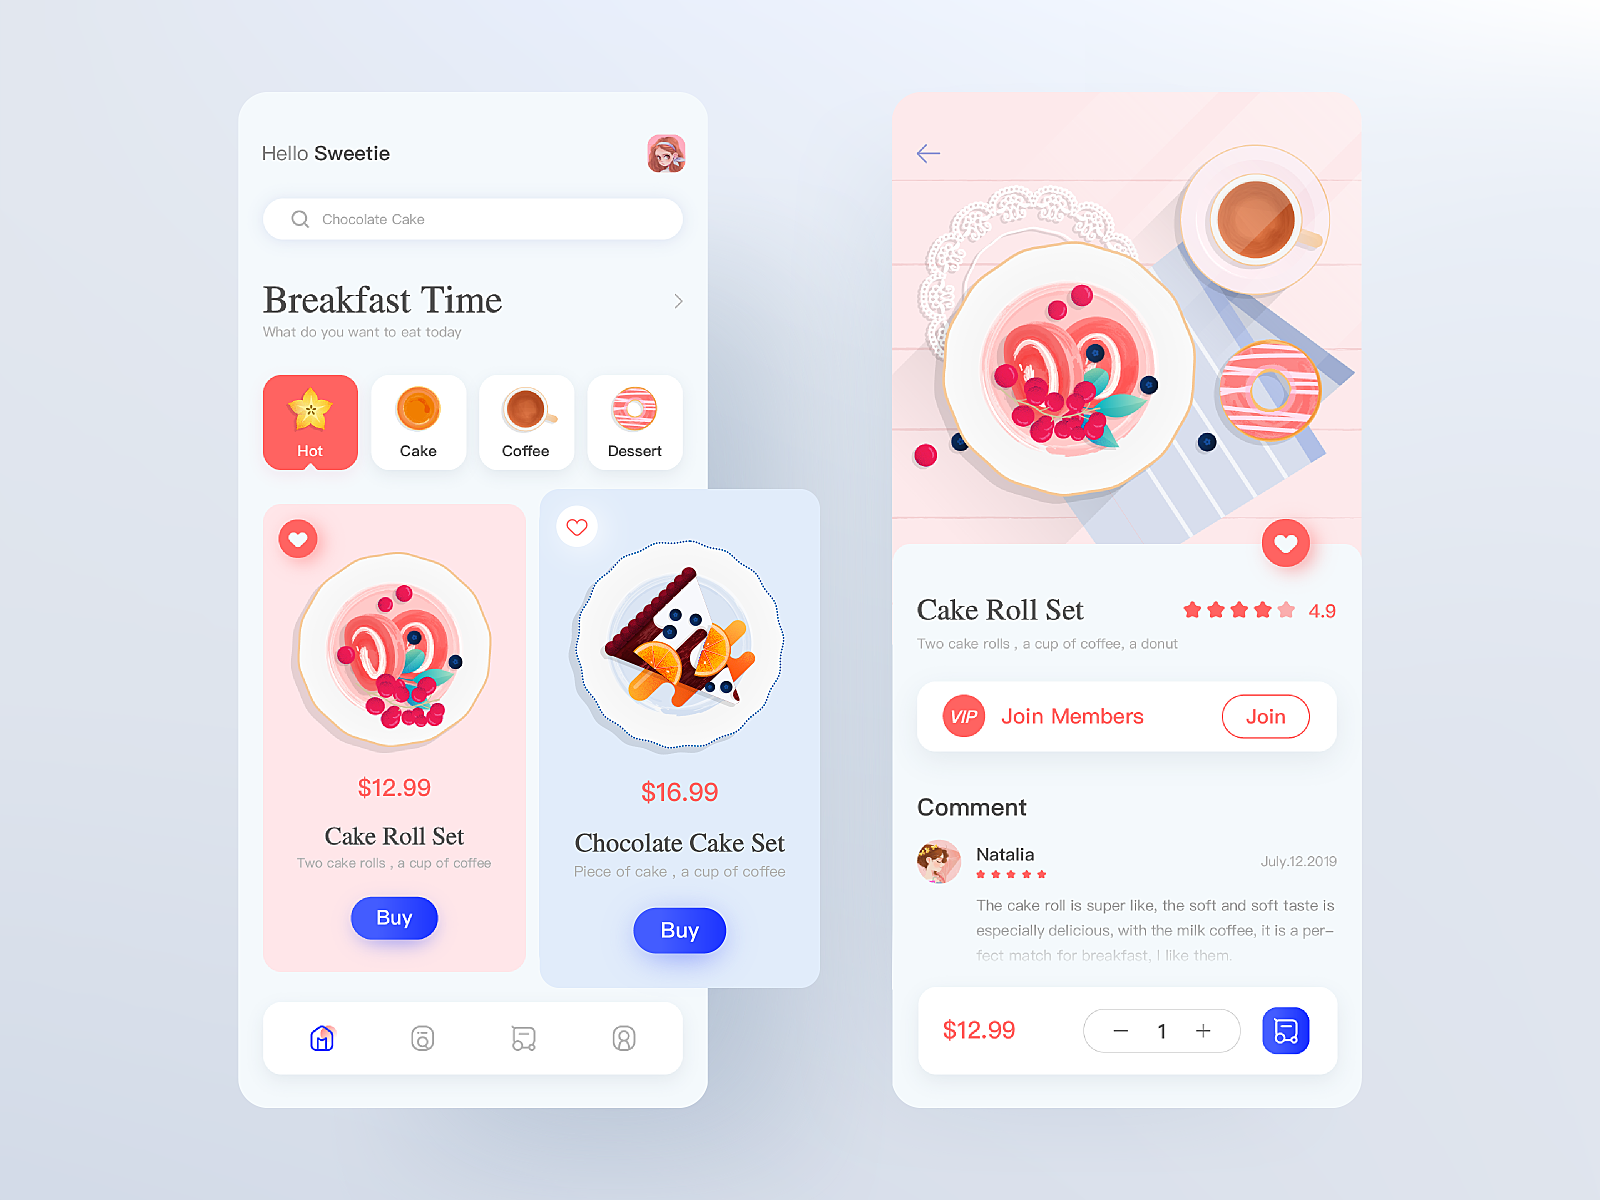 Hello Sweetie
Chocolate Cake
Breakfast Time
What do you want to eat today
Hot
Cake
Coffee
Dessert
$12.99
Cake Roll Set
Two cake rolls , a cup of coffee
Buy
$16.99
Chocolate Cake Set
Piece of cake , a cup of coffee
Buy
Cake Roll Set
4.9
Two cake rolls , a cup of coffee, a donut
VIP Join Members
Join
Comment
Natalia
July.12.2019
The cake roll is super like, the soft and soft taste is
especially delicious, with the milk coffee, it is a per–
fect match for breakfast, I like them.
$12.99
— 1 +